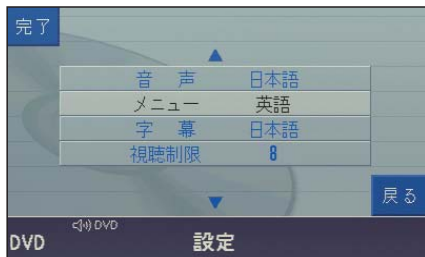 完了
音 声 日本語
メニュー 英語
字 幕 日本語
視聴制限 8
戻る
DVD
DVD 設定